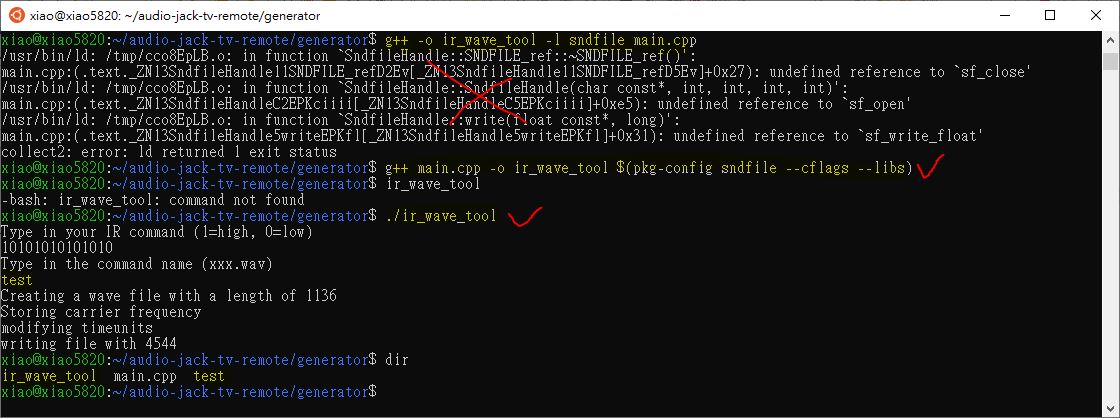 xiao@xiao5820: ~/audio-jack-tv-remote/generator
xiao@xiao5820:~/audio-jack-tv-remote/generator$ g++ -o ir_wave_tool -l sndfile main.cpp
/usr/bin/ld: /tmp/cco8EpLB.o: in function `SndfileHandle::SNDFILE_ref::~SNDFILE_ref()':
main.cpp:(.text._ZN13SndfileHandle11SNDFILE_refD2Ev[_ZN13SndfileHandle11SNDFILE_refD5Ev]+0x27): undefined reference to `sf_close'
/usr/bin/ld: /tmp/cco8EpLB.o: in function `SndfileHandle::SndfileHandle(char const*, int, int, int, int)':
main.cpp:(.text._ZN13SndfileHandleC2EPKciiii[_ZN13SndfileHandleC5EPKciiii]+0xe5): undefined reference to `sf_open'
/usr/bin/ld: /tmp/cco8EpLB.o: in function `SndfileHandle::write(float const*, long)':
main.cpp:(.text._ZN13SndfileHandle5writeEPKfl[_ZN13SndfileHandle5writeEPKfl]+0x31): undefined reference to `sf_write_float'
collect2: error: ld returned 1 exit status
xiao@xiao5820:~/audio-jack-tv-remote/generator$ g++ main.cpp -o ir_wave_tool $(pkg-config sndfile --cflags --libs)
xiao@xiao5820:~/audio-jack-tv-remote/generator$ ir_wave_tool
-bash: ir_wave_tool: command not found
xiao@xiao5820:~/audio-jack-tv-remote/generator$ ./ir_wave_tool
Type in your IR command (1=high, 0=low)
10101010101010
Type in the command name (xxx.wav)
test
Creating a wave file with a length of 1136
Storing carrier frequency
modifying timeunits
writing file with 4544
xiao@xiao5820:~/audio-jack-tv-remote/generator$ dir
ir_wave_tool  main.cpp  test
xiao@xiao5820:~/audio-jack-tv-remote/generator$